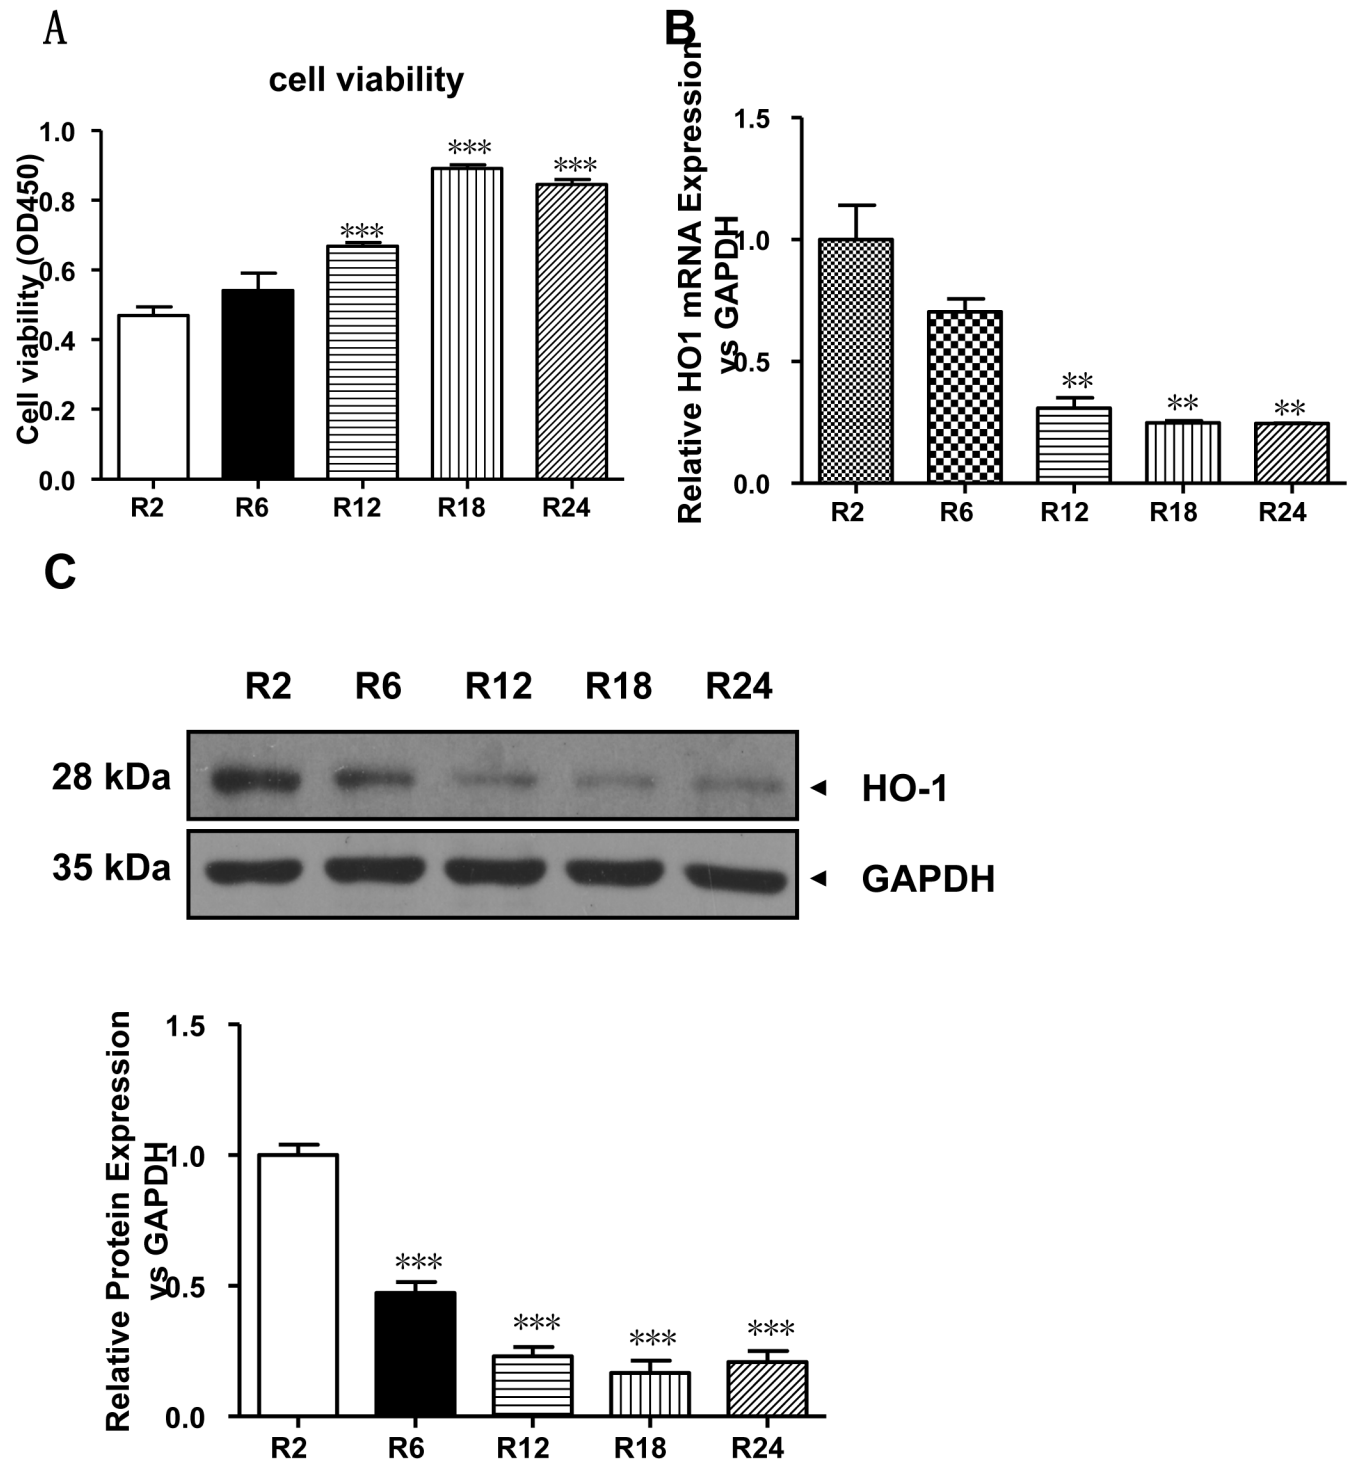 A
cell viability
Cell viability (OD450)
1.0
0.8
0.6
0.4
0.2
0.0
***
***
***
R2 R6 R12 R18 R24
B
Relative HO1 mRNA Expression
vs GAPDH
1.5
1.0
0.5
0.0
**
**
**
R2 R6 R12 R18 R24
C
R2 R6 R12 R18 R24
28 kDa HO-1
35 kDa GAPDH
Relative Protein Expression
vs GAPDH
1.5
1.0
0.5
0.0
***
***
***
***
R2 R6 R12 R18 R24